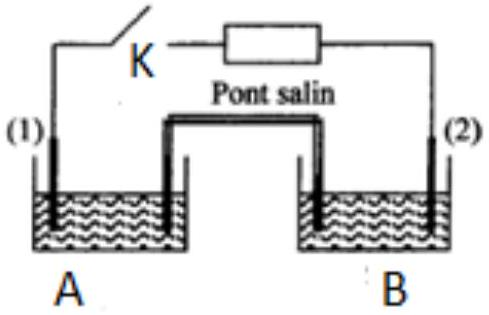 K
Pont salin
(1) (2)
A B